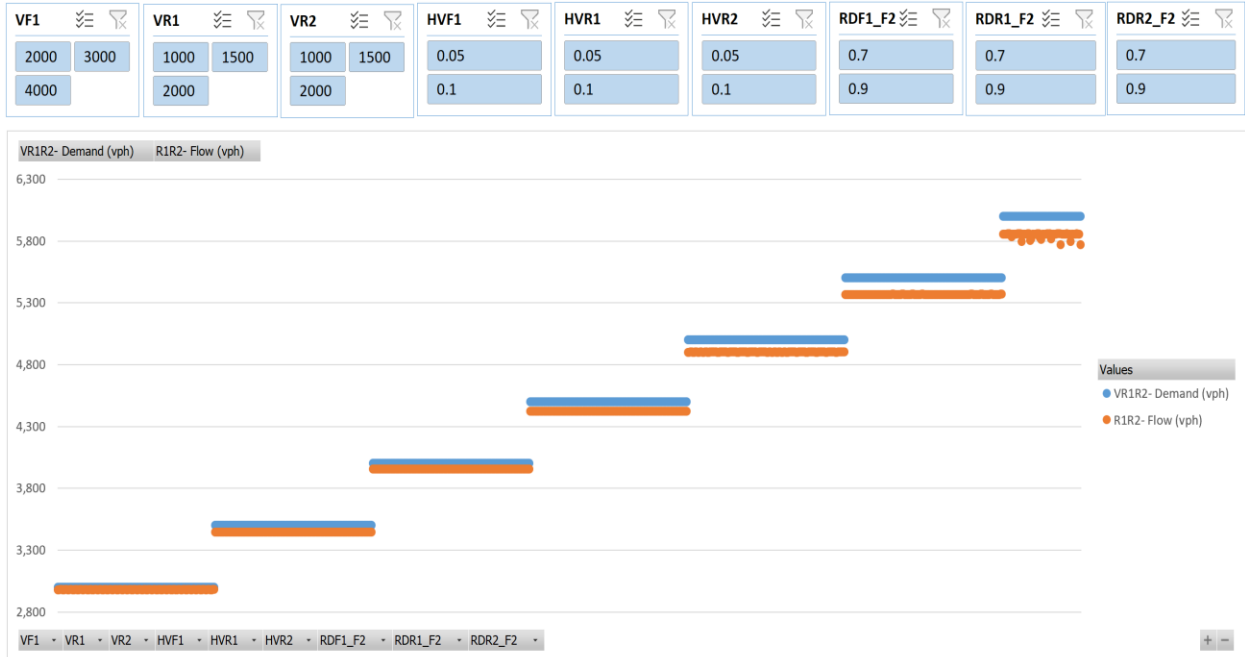 VF1 VR1 VR2 HVF1 HVR1 HVR2 RDF1_F2 RDR1_F2 RDR2_F2
2000 3000 1000 1500 1000 1500 0.05 0.05 0.05 0.7 0.7 0.7
4000 2000 2000 0.1 0.1 0.1 0.9 0.9 0.9
VR1R2- Demand (vph) R1R2- Flow (vph)
6,300
5,800
5,300
4,800
4,300
3,800
3,300
2,800
Values
VR1R2- Demand (vph)
R1R2- Flow (vph)
VF1 VR1 VR2 HVF1 HVR1 HVR2 RDF1_F2 RDR1_F2 RDR2_F2